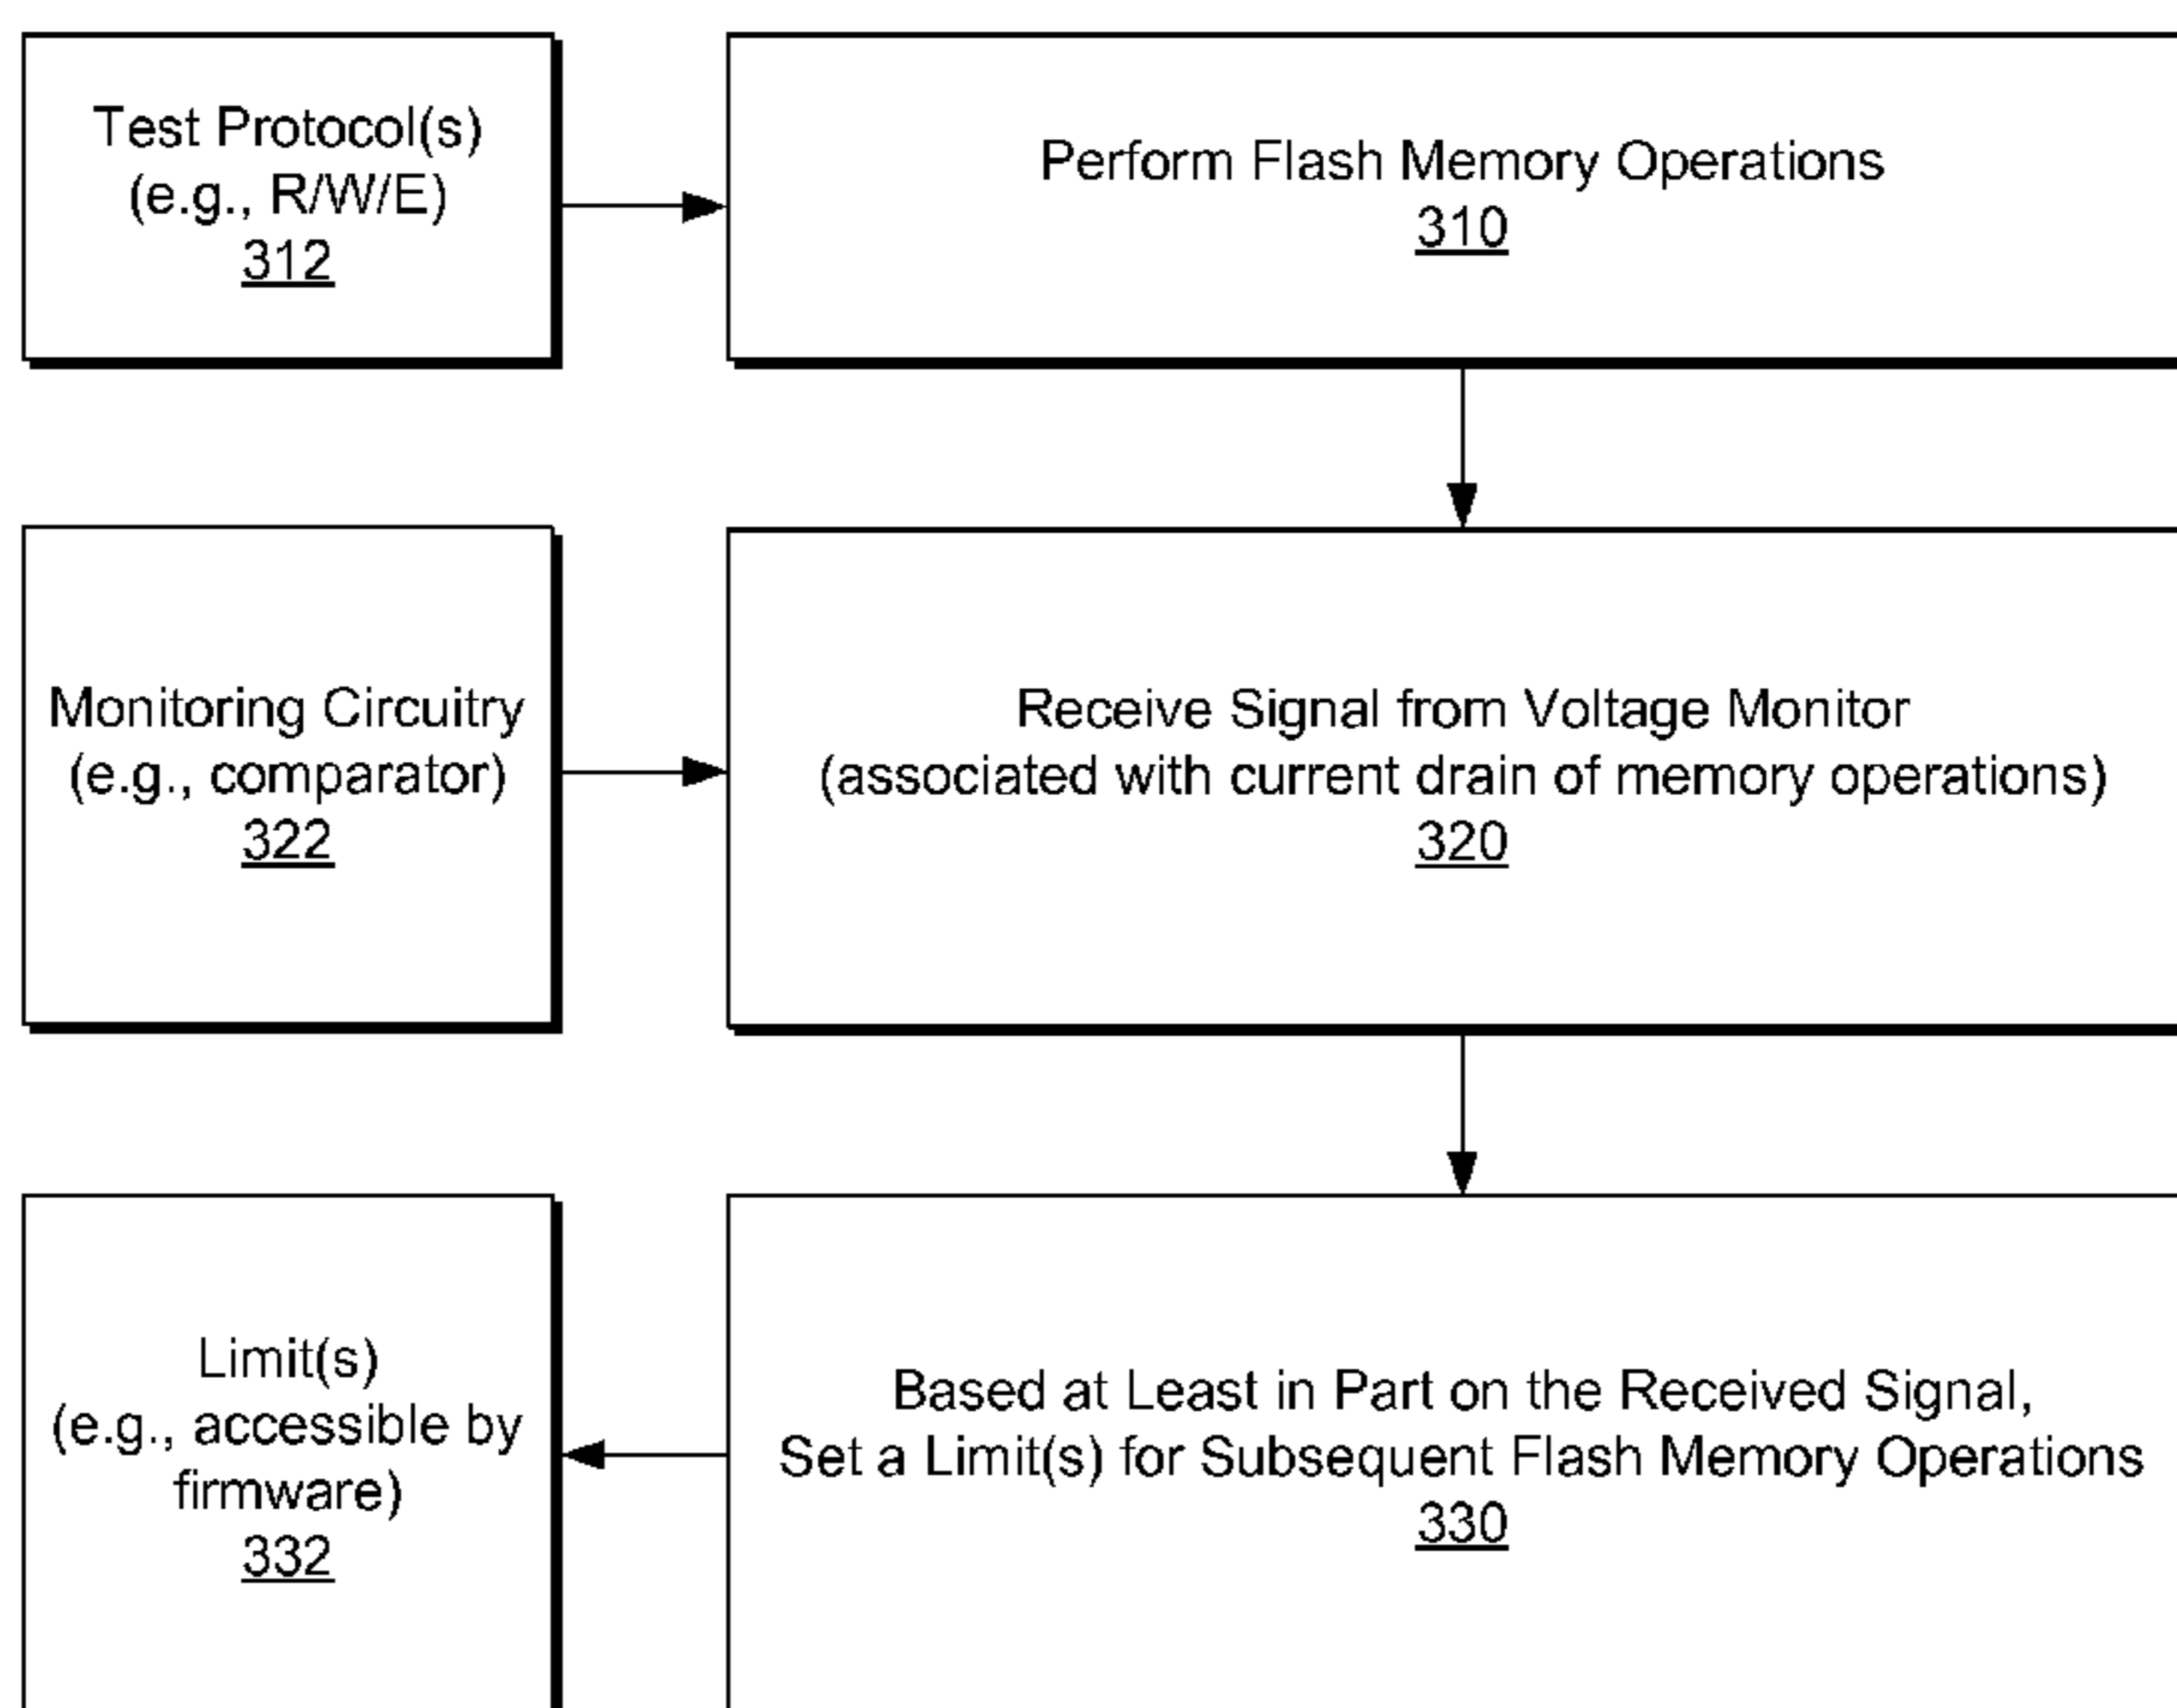 Test Protocol(s)
(e.g., R/W/E)
312
Perform Flash Memory Operations
310
Monitoring Circuitry
(e.g., comparator)
322
Receive Signal from Voltage Monitor
(associated with current drain of memory operations)
320
Limit(s)
(e.g., accessible by
firmware)
332
Based at Least in Part on the Received Signal,
Set a Limit(s) for Subsequent Flash Memory Operations
330